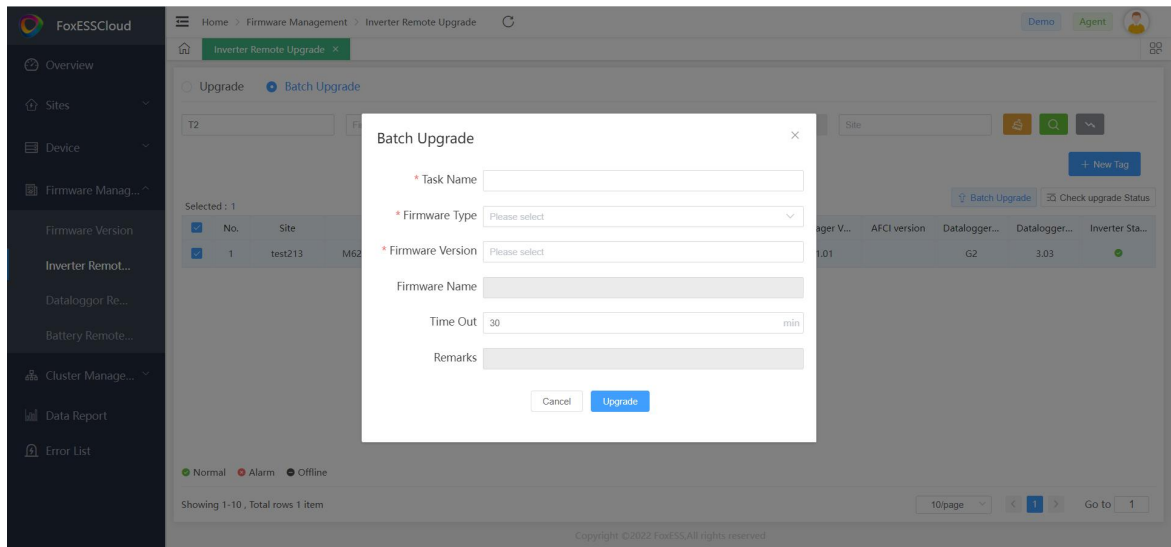 FoxESSCloud
Home > Firmware Management > Inverter Remote Upgrade
Demo
Agent
Inverter Remote Upgrade ×
Overview
Sites
Device
Firmware Manag...
Firmware Version
Inverter Remot...
Dataloggor Re...
Battery Remote...
Cluster Manage...
Data Report
Error List
Upgrade
Batch Upgrade
T2
Site
+ New Tag
Batch Upgrade
Check upgrade Status
Selected : 1
No. Site ager V... AFCI version Datalogger... Datalogger... Inverter Sta...
1 test213 M62 1.01 G2 3.03
Batch Upgrade
* Task Name
* Firmware Type Please select
* Firmware Version Please select
Firmware Name
Time Out 30 min
Remarks
Cancel Upgrade
Normal Alarm Offline
Showing 1-10 , Total rows 1 item
10/page < 1 > Go to 1
Copyright ©2022 FoxESS,All rights reserved